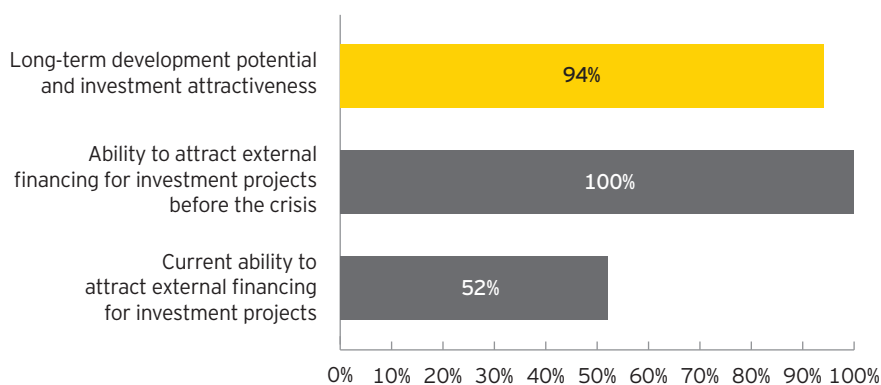 Long-term development potential
and investment attractiveness
94%
Ability to attract external
financing for investment projects
before the crisis
100%
Current ability to
attract external financing
for investment projects
52%
0% 10% 20% 30% 40% 50% 60% 70% 80% 90% 100%